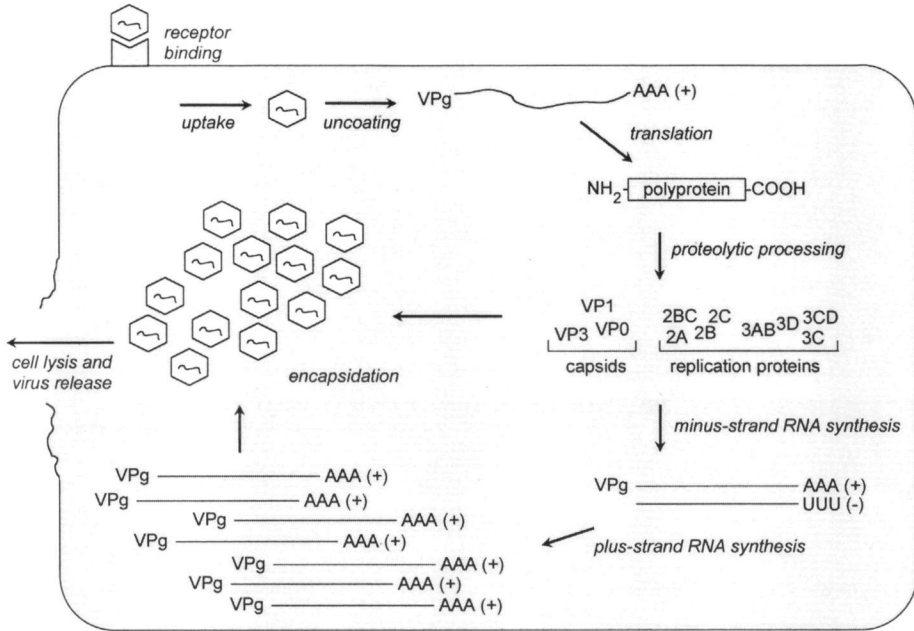 receptor
binding
uptake
uncoating
VPg
AAA (+)
translation
NH2
polyprotein
COOH
proteolytic processing
VP1
VP3 VP0
capsids
2BC 2C 3CD
2A 2B 3AB 3D 3C
replication proteins
encapsidation
cell lysis and
virus release
minus-strand RNA synthesis
VPg AAA (+)
UUU (-)
plus-strand RNA synthesis
VPg AAA (+)
VPg AAA (+)
VPg AAA (+)
VPg AAA (+)
VPg AAA (+)
VPg AAA (+)
VPg AAA (+)